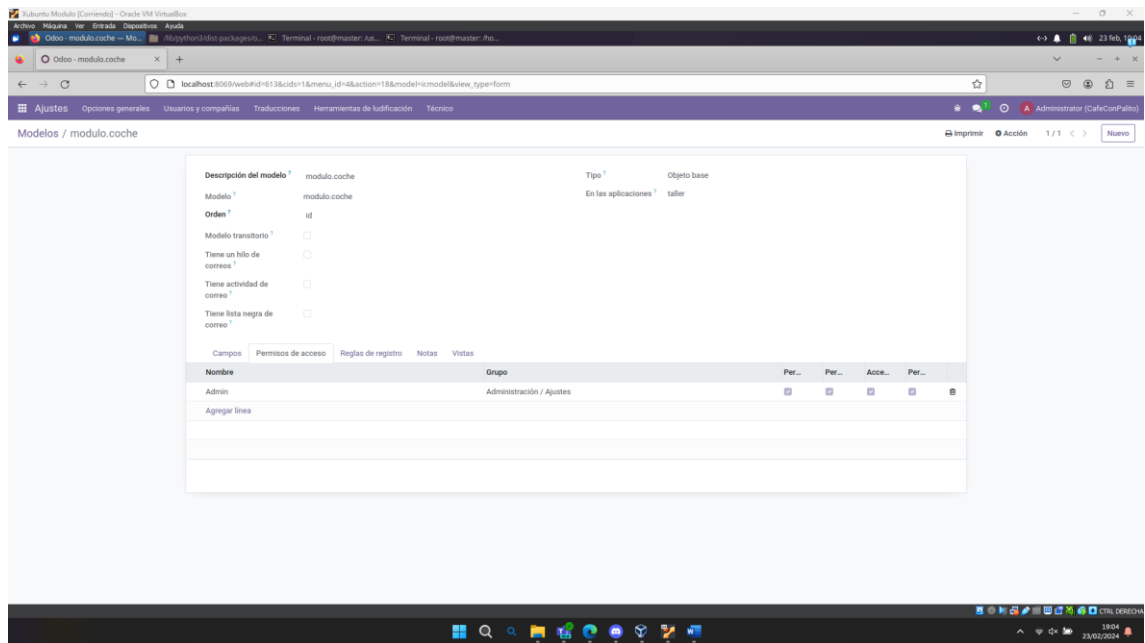 Xubuntu Modulo [Corriendo] - Oracle VM VirtualBox
Archivo Máquina Ver Entrada Dispositivos Ayuda
Odoo - modulo.coche — Mo... /lib/python3/dist-packages/o... Terminal - root@master: /us... Terminal - root@master: /ho... 23 feb, 19:04
Odoo - modulo.coche
localhost:8069/web#id=613&cids=1&menu_id=4&action=18&model=ir.model&view_type=form
Ajustes Opciones generales Usuarios y compañías Traducciones Herramientas de ludificación Técnico 1 A Administrator (CafeConPalito)
Modelos / modulo.coche Imprimir Acción 1 / 1 Nuevo
Descripción del modelo ? modulo.coche Tipo ? Objeto base
Modelo ? modulo.coche En las aplicaciones ? taller
Orden ? id
Modelo transitorio ?
Tiene un hilo de
correos ?
Tiene actividad de
correo ?
Tiene lista negra de
correo ?
Campos Permisos de acceso Reglas de registro Notas Vistas
Nombre Grupo Per... Per... Acce... Per...
Admin Administración / Ajustes
Agregar línea
CTRL DERECHA
19:04
23/02/2024